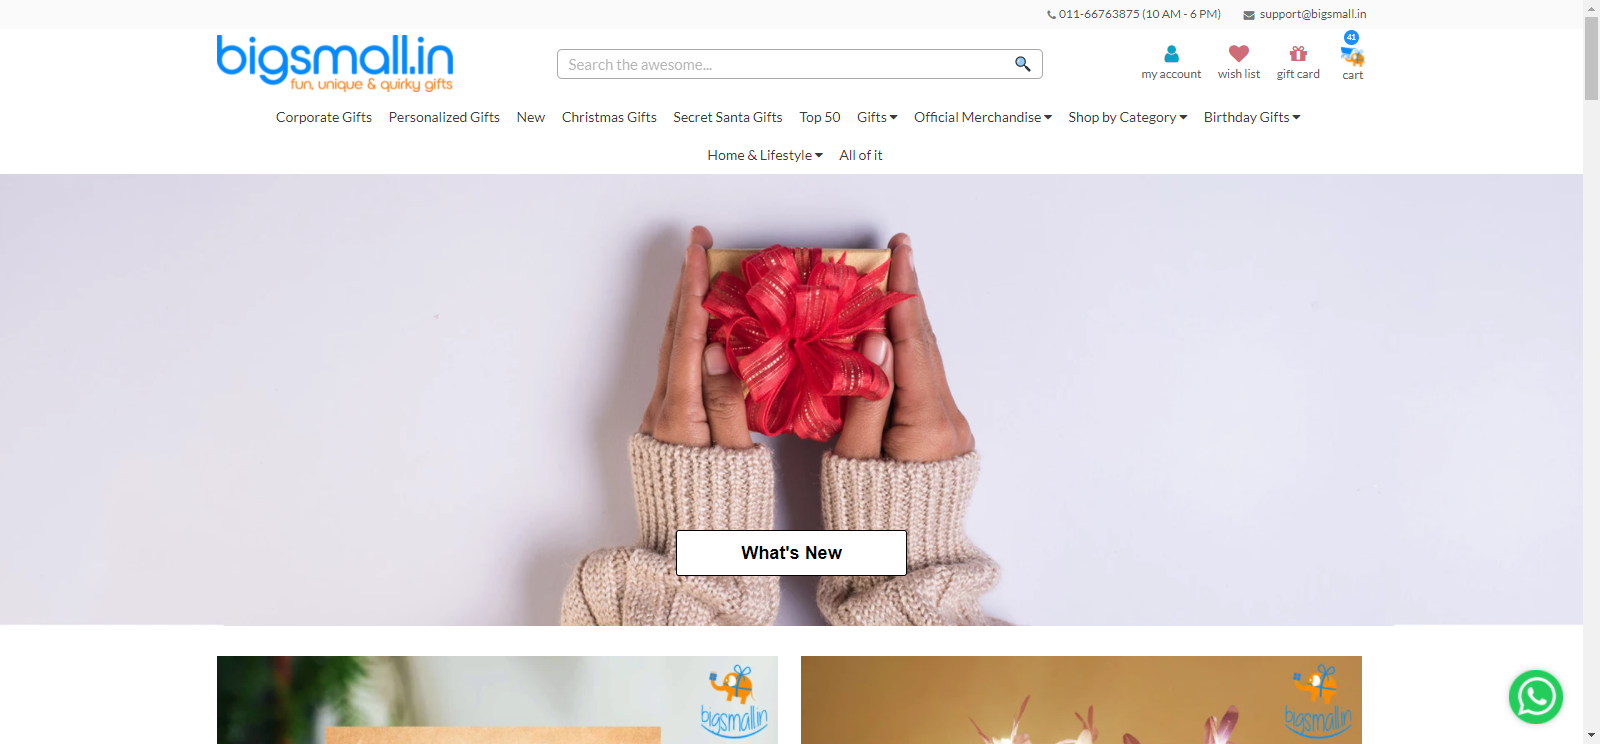 011-66763875 (10 AM - 6 PM) support@bigsmall.in
bigsmall.in
fun, unique & quirky gifts
Search the awesome...
41
my account wish list gift card cart
Corporate Gifts Personalized Gifts New Christmas Gifts Secret Santa Gifts Top 50 Gifts Official Merchandise Shop by Category Birthday Gifts
Home & Lifestyle All of it
What's New
bigsmall.in bigsmall.in